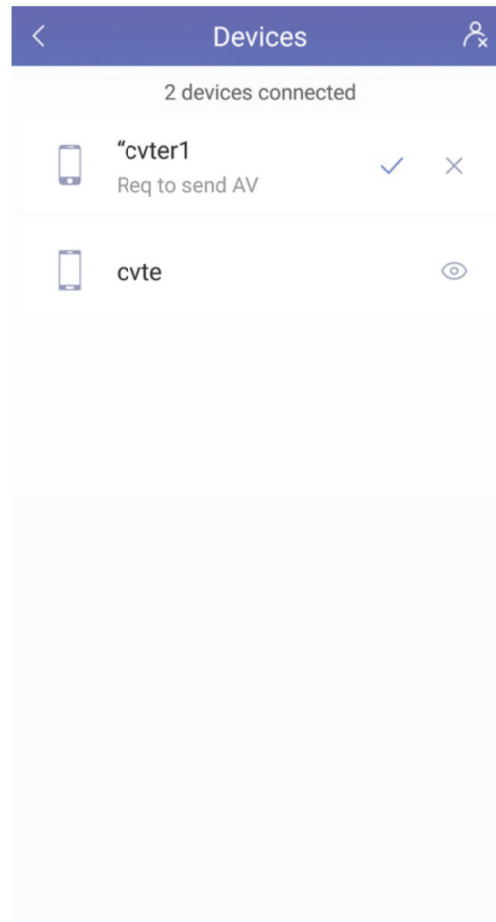 Devices
2 devices connected
“cvter1
Req to send AV
cvte